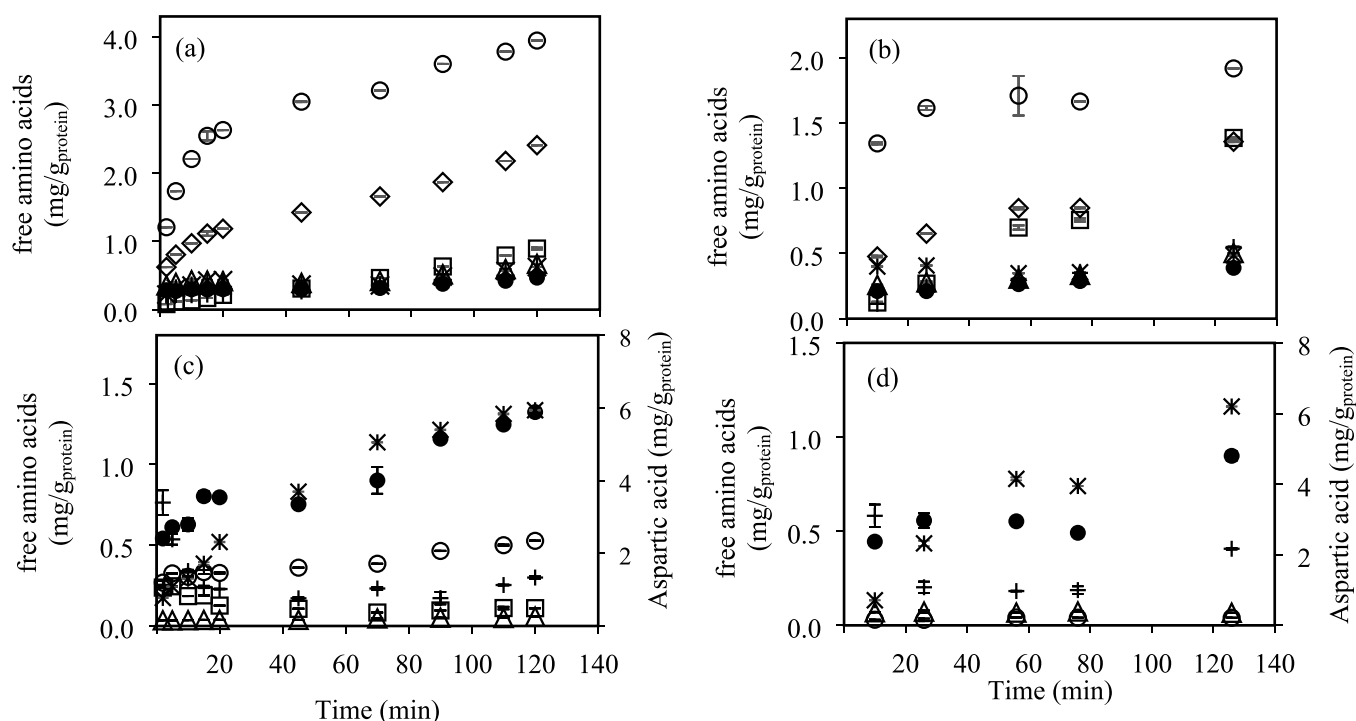 (a)
4.0
3.0
2.0
1.0
0.0
free amino acids
(mg/gprotein)
(b)
2.0
1.5
1.0
0.5
0.0
free amino acids
(mg/gprotein)
(c)
1.5
1.0
0.5
0.0
free amino acids
(mg/gprotein)
8
6
4
2
Aspartic acid (mg/gprotein)
20 40 60 80 100 120 140
Time (min)
(d)
1.5
1.0
0.5
0.0
free amino acids
(mg/gprotein)
8
6
4
2
0
Aspartic acid (mg/gprotein)
20 40 60 80 100 120 140
Time (min)